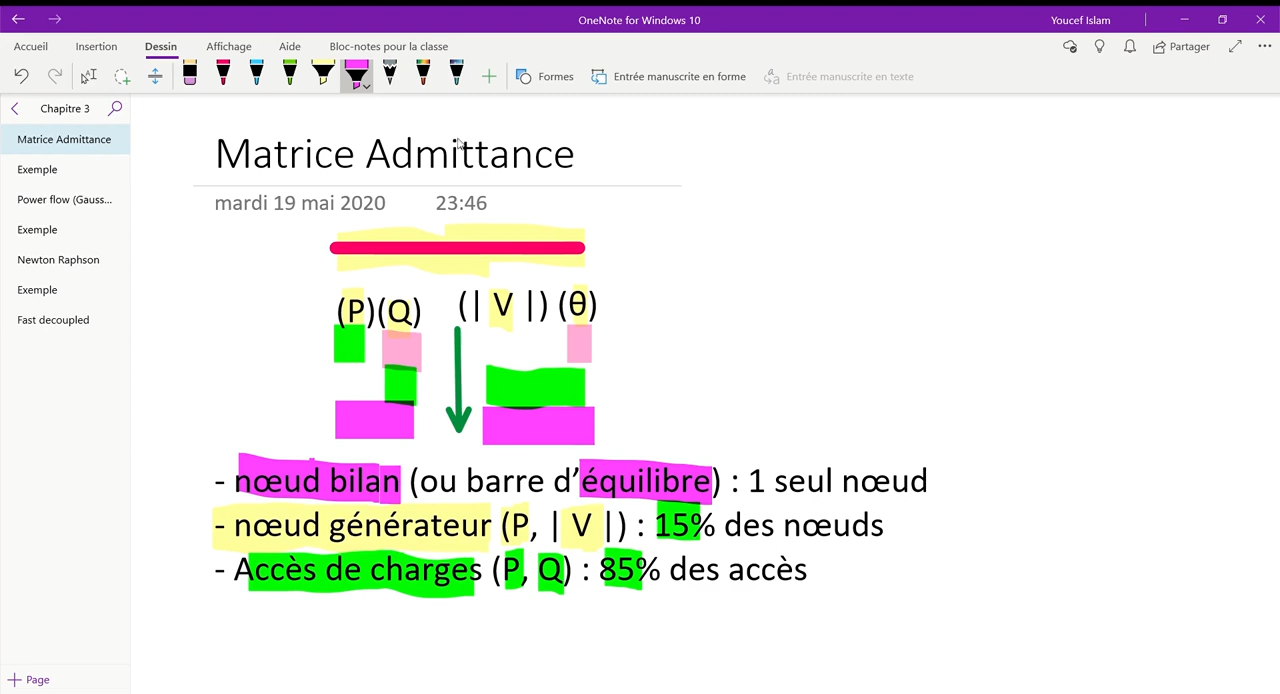 OneNote for Windows 10
Youcef Islam
Accueil Insertion Dessin Affichage Aide Bloc-notes pour la classe
Partager
Formes Entrée manuscrite en forme Entrée manuscrite en texte
Chapitre 3
Matrice Admittance
Exemple
Power flow (Gauss...
Exemple
Newton Raphson
Exemple
Fast decoupled
Page
Matrice Admittance
mardi 19 mai 2020 23:46
(P)(Q) (| V |) (θ)
- nœud bilan (ou barre d’équilibre) : 1 seul nœud
- nœud générateur (P, | V |) : 15% des nœuds
- Accès de charges (P, Q) : 85% des accès